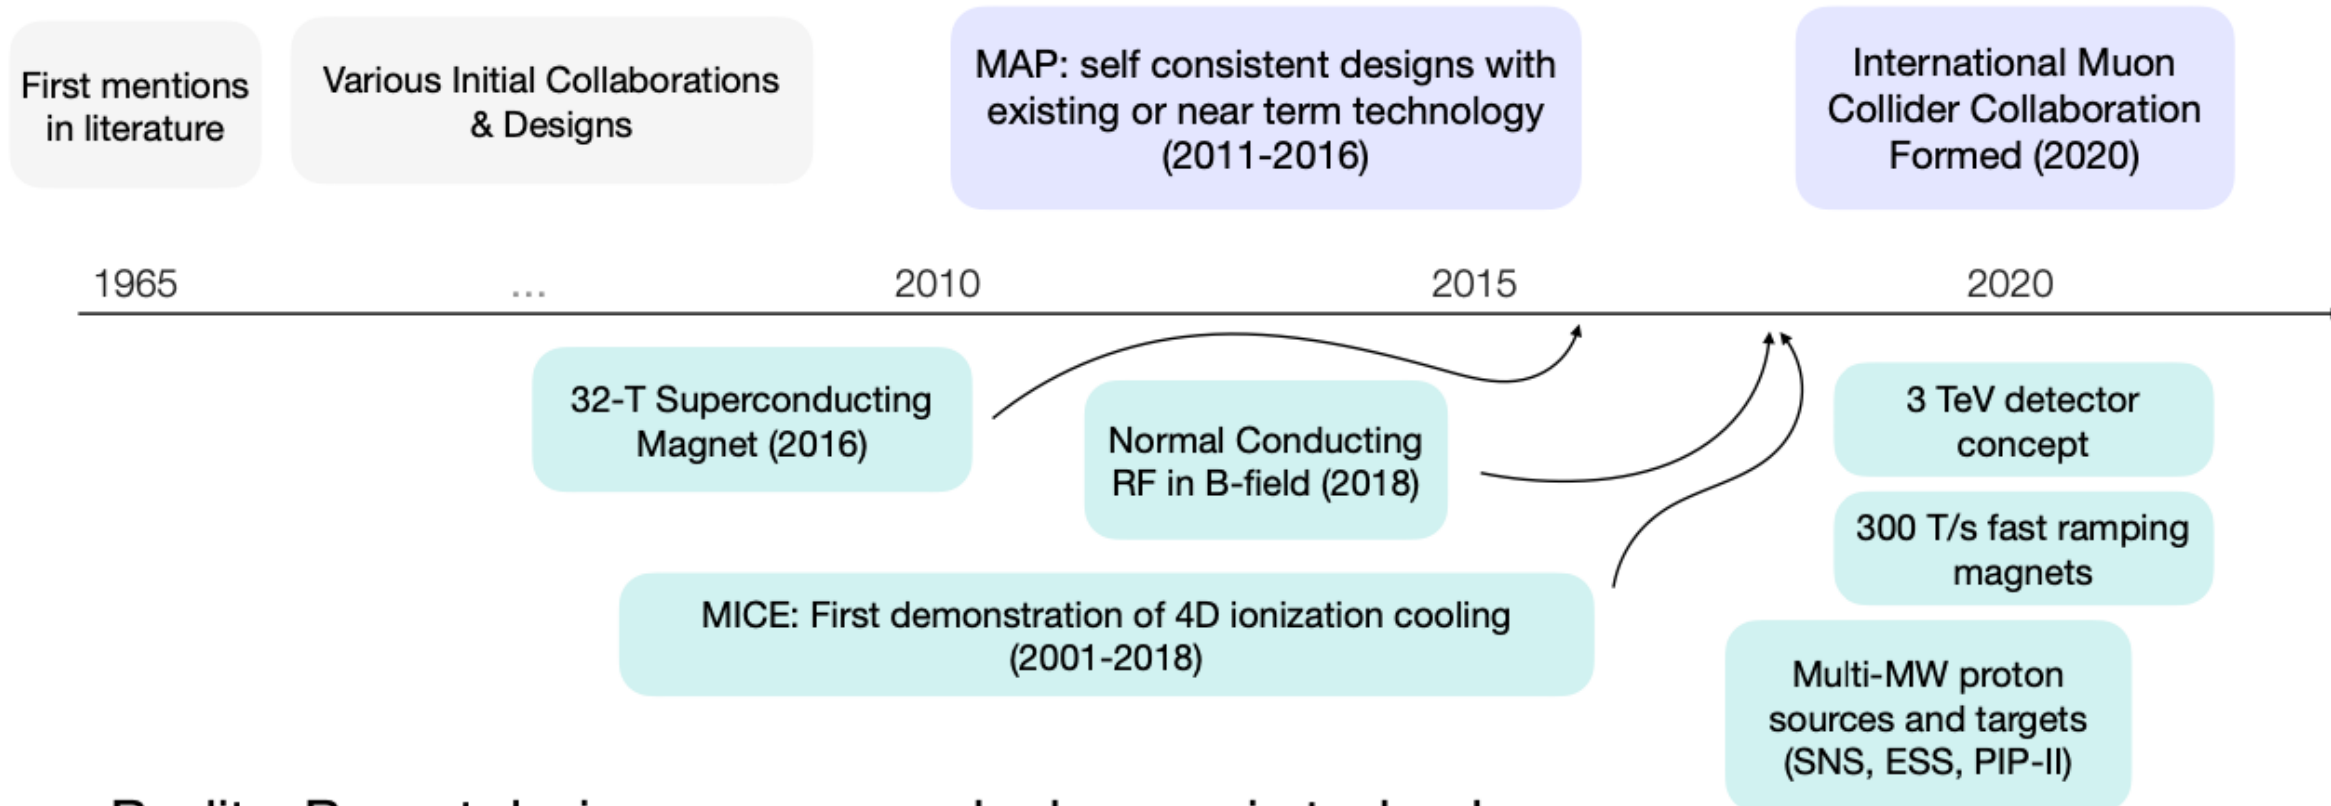 First mentions
in literature
Various Initial Collaborations
& Designs
MAP: self consistent designs with
existing or near term technology
(2011-2016)
International Muon
Collider Collaboration
Formed (2020)
1965
...
2010
2015
2020
32-T Superconducting
Magnet (2016)
Normal Conducting
RF in B-field (2018)
MICE: First demonstration of 4D ionization cooling
(2001-2018)
3 TeV detector
concept
300 T/s fast ramping
magnets
Multi-MW proton
sources and targets
(SNS, ESS, PIP-II)